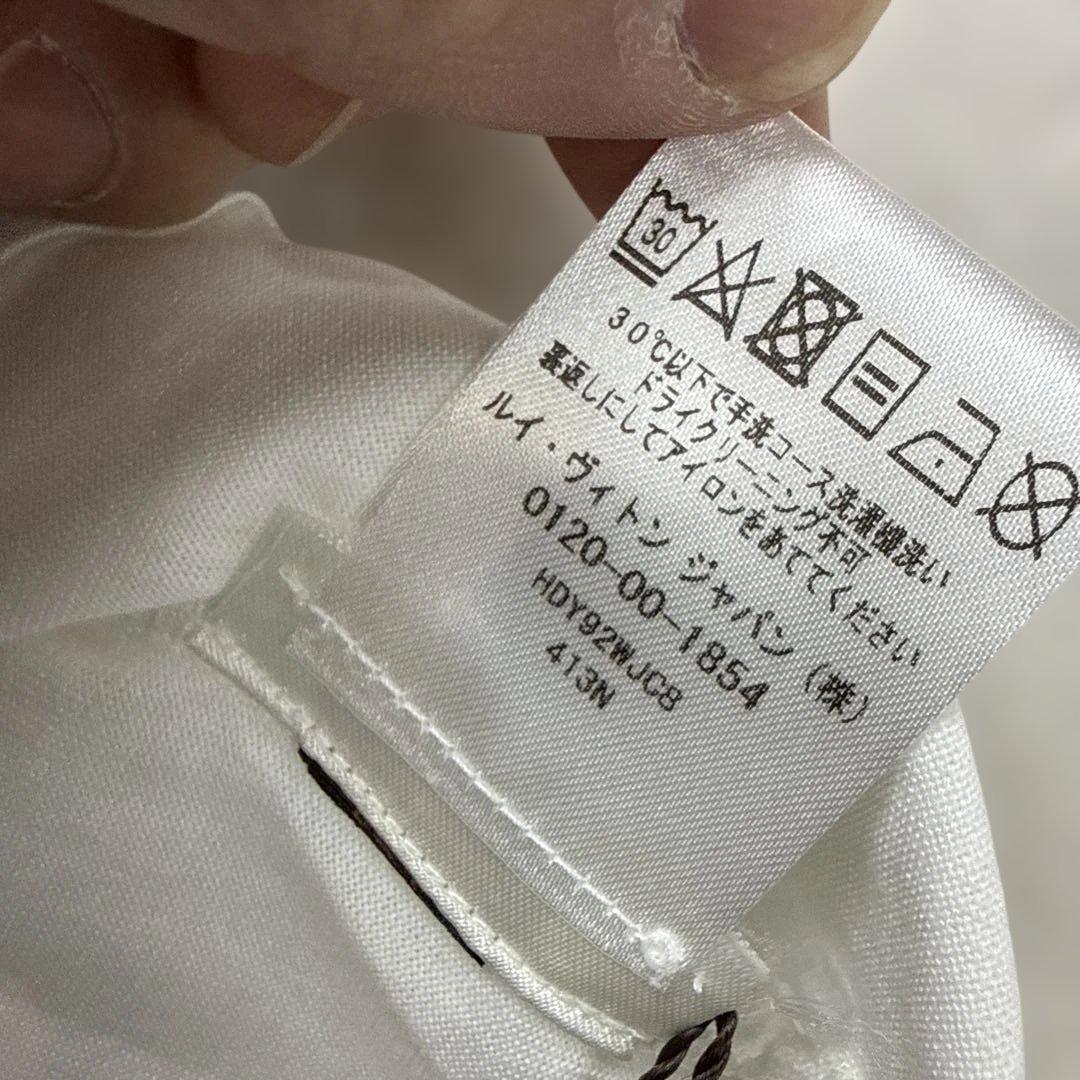 30
30℃以下で手洗コース洗濯機洗い
ドライクリーニング不可
裏返しにしてアイロンをあててください
ルイ・ヴィトン ジャパン (株)
0120-00-1854
HDY92WJC8
413N